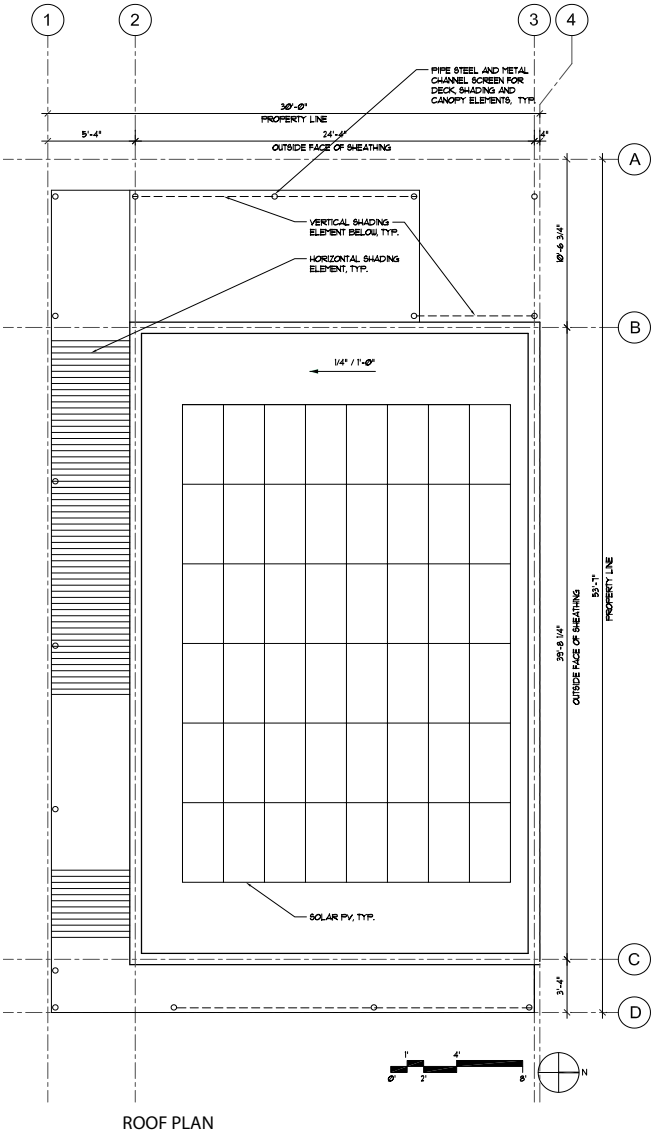 1
2
3
4
PIPE STEEL AND METAL
CHANNEL SCREEN FOR
DECK, SHADING AND
CANOPY ELEMENTS, TYP.
30'-0"
PROPERTY LINE
5'-4"
24'-4"
4"
OUTSIDE FACE OF SHEATHING
A
VERTICAL SHADING
ELEMENT BELOW, TYP.
10'-6 3/4"
HORIZONTAL SHADING
ELEMENT, TYP.
B
1/4" / 1'-0"
53'-7"
PROPERTY LINE
39'-8 1/4"
OUTSIDE FACE OF SHEATHING
SOLAR PV, TYP.
C
3'-4"
D
1'
4'
0'
2'
8'
N
ROOF PLAN